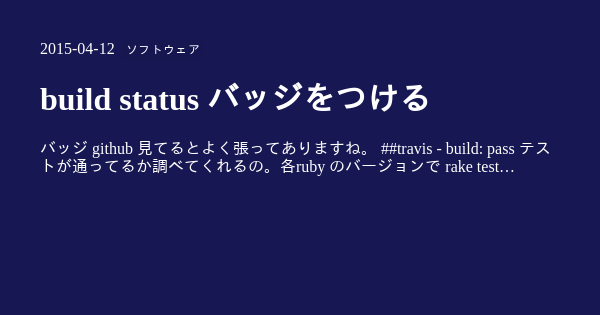 2015-04-12 ソフトウェア
build status バッジをつける
バッジ github 見てるとよく張ってありますね。 ##travis - build: pass テス
トが通ってるか調べてくれるの。各ruby のバージョンで rake test…